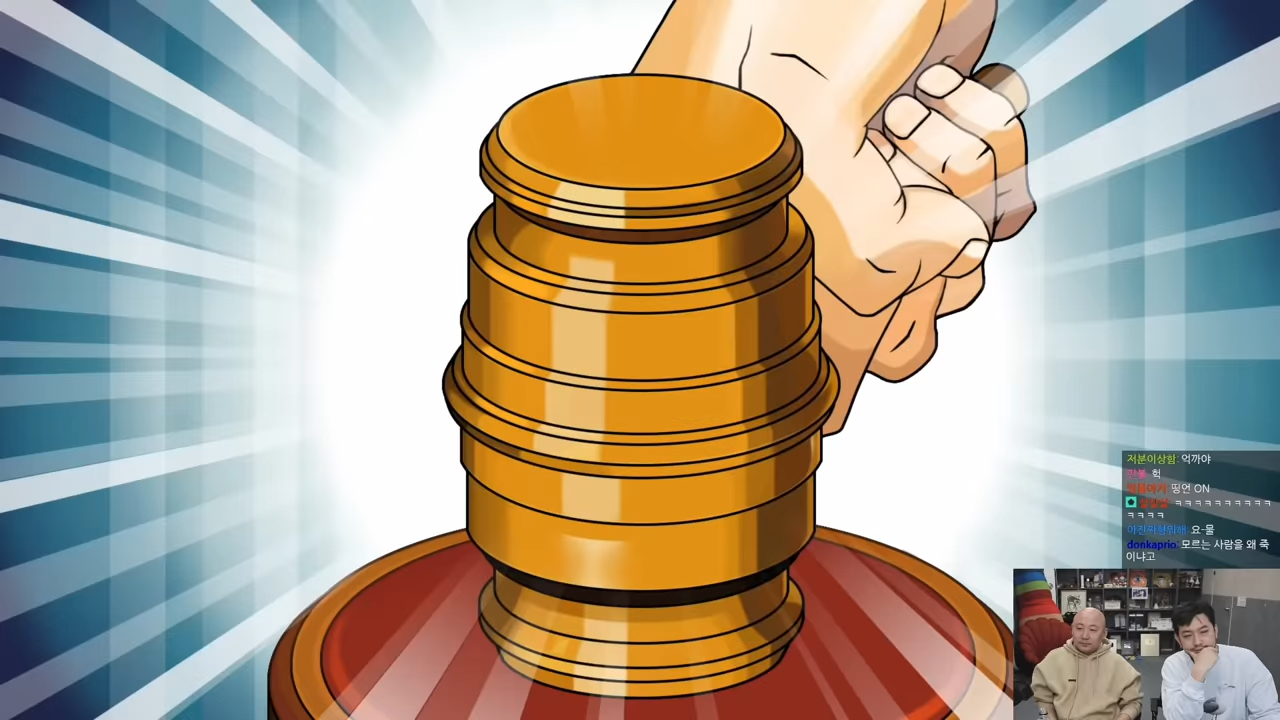 저분이상함: 억까야
헉
띵언 ON
ㅋㅋㅋㅋㅋㅋㅋㅋㅋㅋ
ㅋㅋㅋㅋ
요-물
donkaprio: 모르는 사람을 왜 죽
이냐고